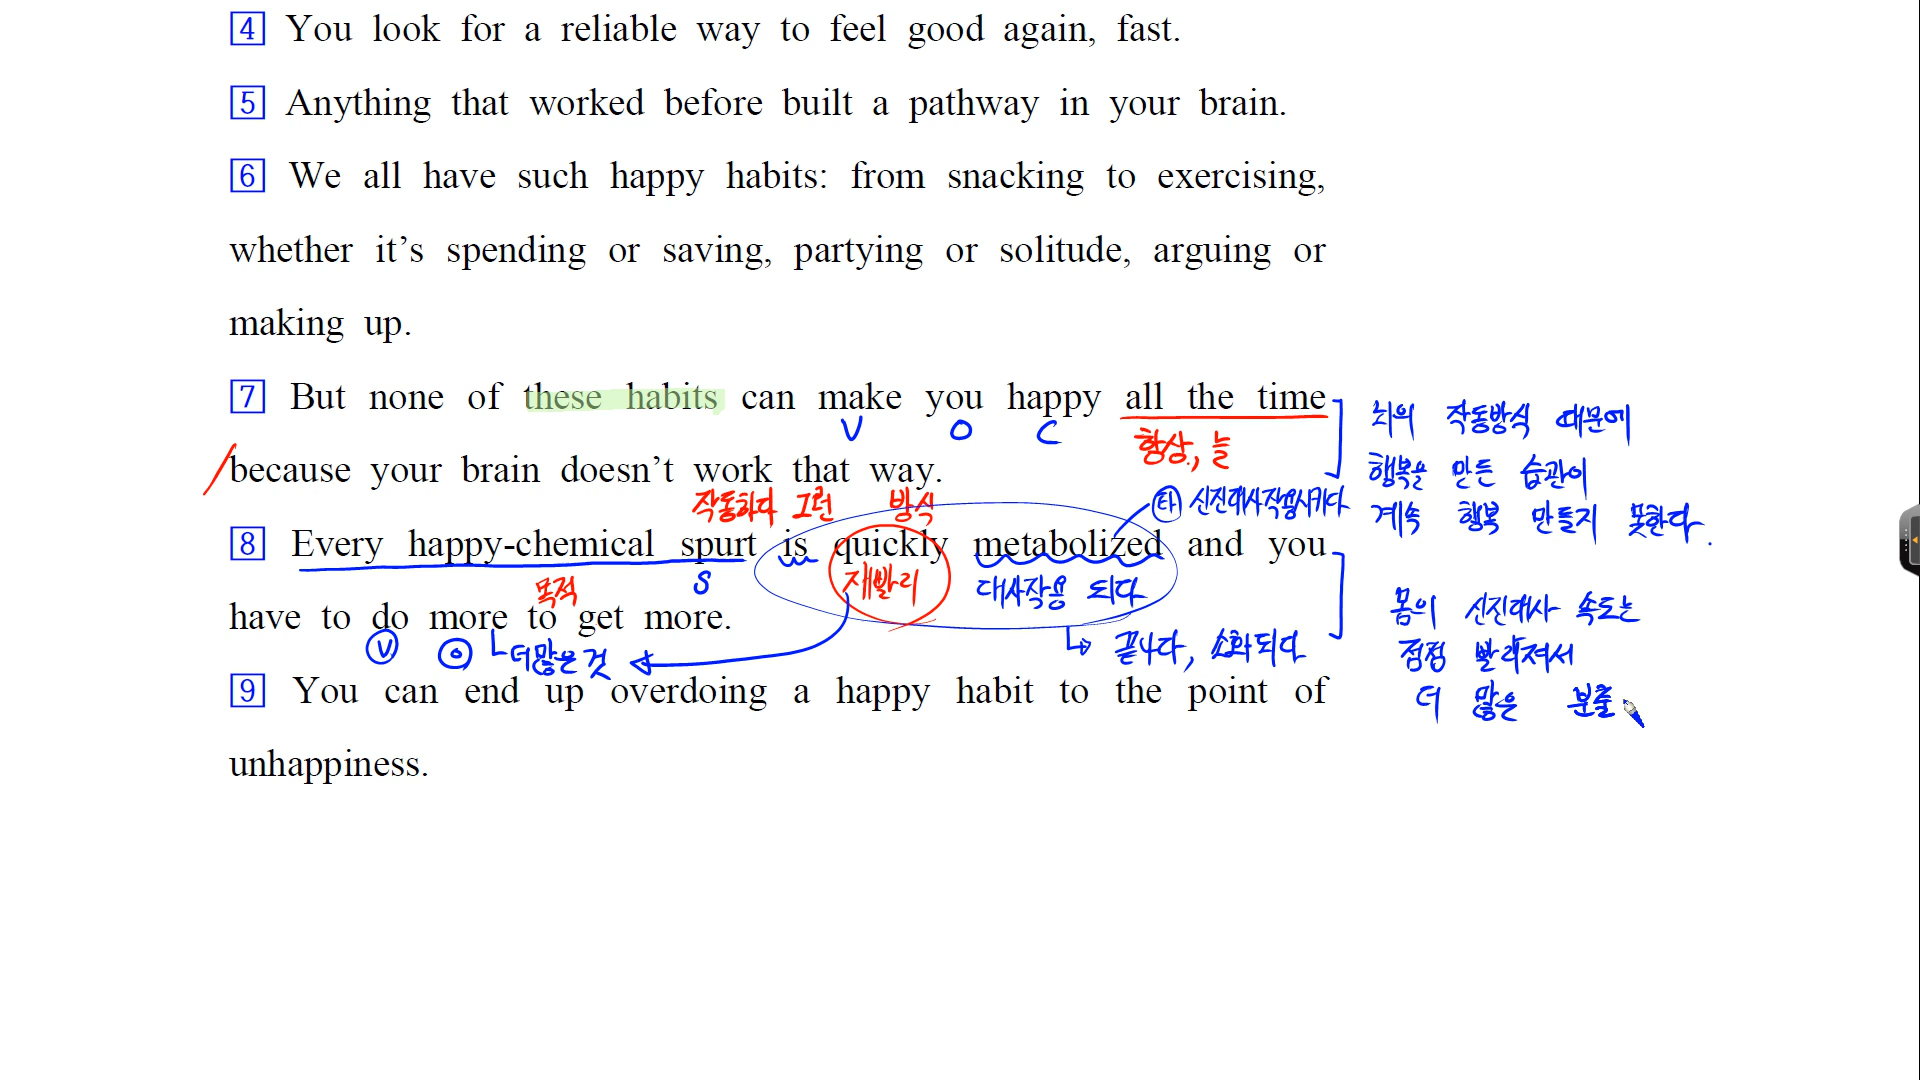 4 You look for a reliable way to feel good again, fast.
5 Anything that worked before built a pathway in your brain.
6 We all have such happy habits: from snacking to exercising,
whether it’s spending or saving, partying or solitude, arguing or
making up.
7 But none of these habits can make you happy all the time
V O C 항상, 늘
뇌의 작동방식 때문에
because your brain doesn’t work that way.
행복을 만든 습관이
작동하다 그런 방식
타 신진대사작용시키다
계속 행복 만들지 못한다.
8 Every happy-chemical spurt is quickly metabolized and you
목적 S 재빨리 대사작용 되다
몸의 신진대사 속도는
have to do more to get more.
V O 더많은 것
끝나다, 소화되다
점점 빨라져서
9 You can end up overdoing a happy habit to the point of
더 많은 분출
unhappiness.